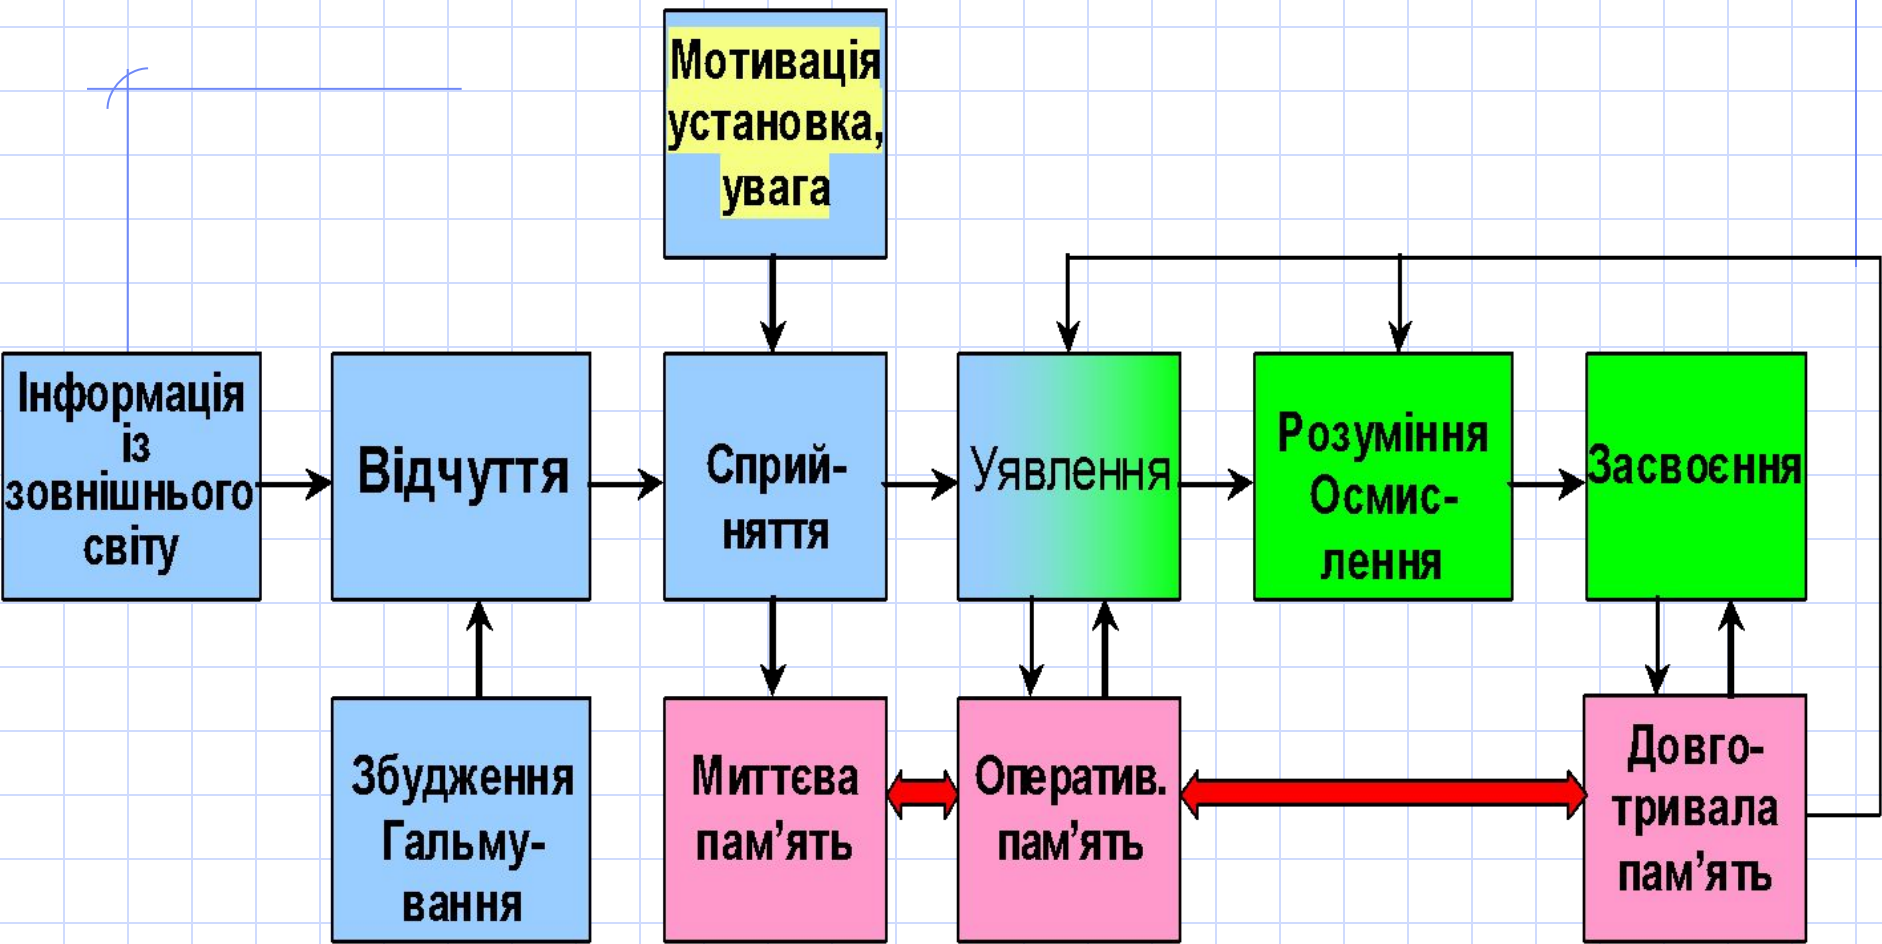 Мотивація
установка,
увага
Інформація
із
зовнішнього
світу
Відчуття
Сприй-
няття
Уявлення
Розуміння
Осмис-
лення
Засвоєння
Збудження
Гальму-
вання
Миттєва
пам’ять
Оператив.
пам’ять
Довго-
тривала
пам’ять